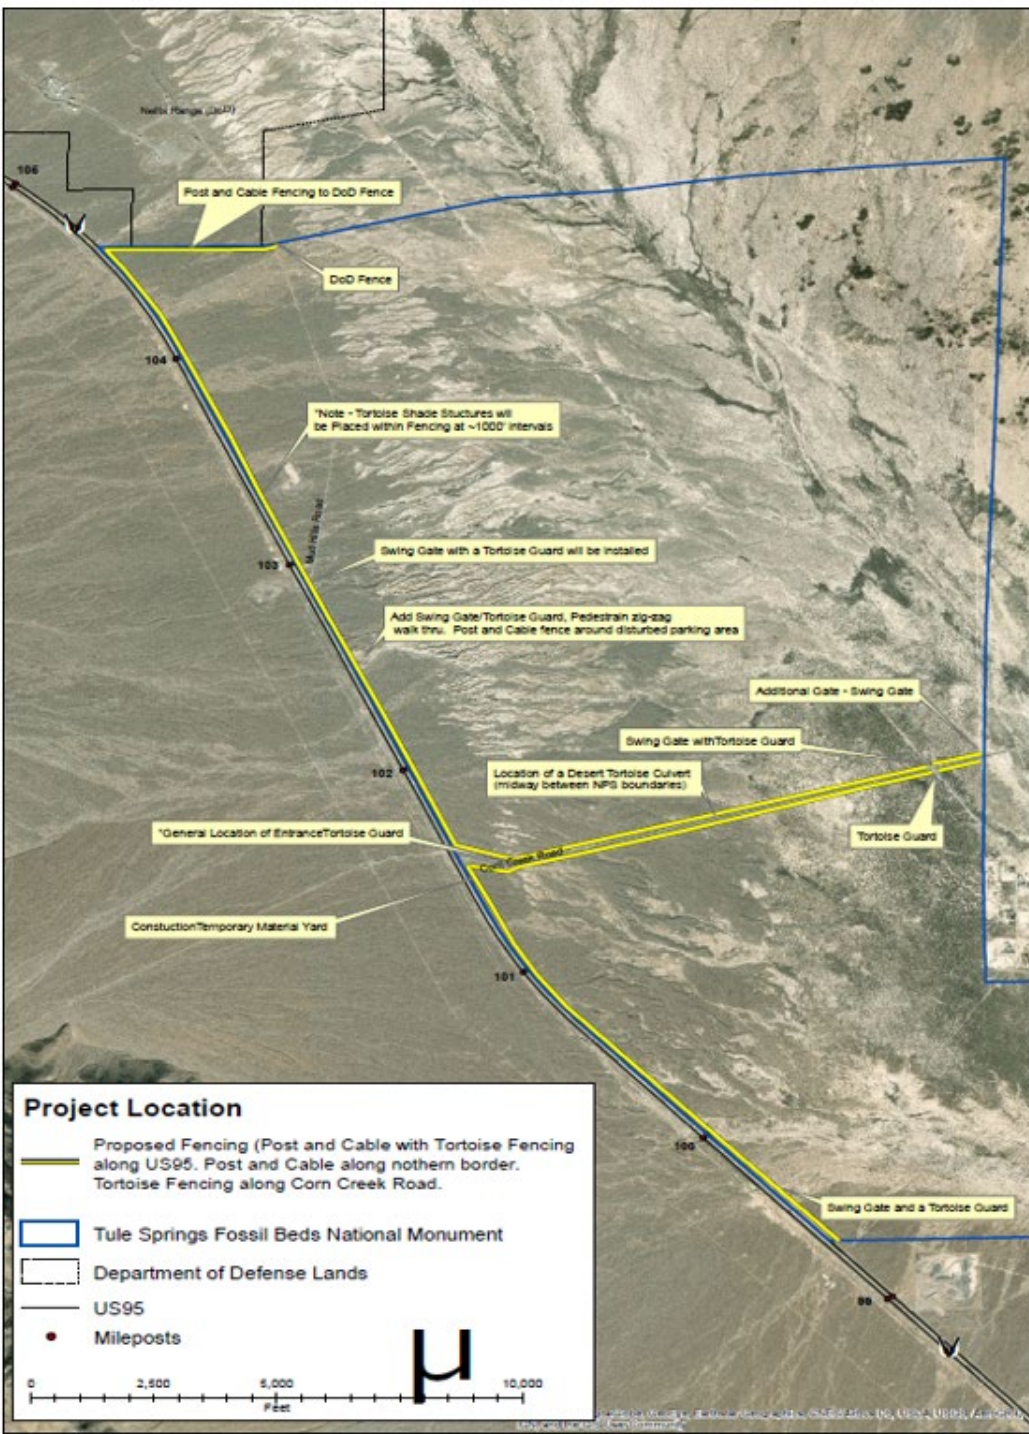 Nellis Range (DoD)
105
Post and Cable Fencing to DoD Fence
DoD Fence
104
*Note - Tortoise Shade Stuctures will
be Placed within Fencing at ~1000' intervals
Mud Hills Road
Swing Gate with a Tortoise Guard will be installed
103
Add Swing Gate/Tortoise Guard, Pedestrain zig-zag
walk thru. Post and Cable fence around disturbed parking area
Additional Gate - Swing Gate
Swing Gate withTortoise Guard
102
Location of a Desert Tortoise Culvert
(midway between NPS boundaries)
*General Location of EntranceTortoise Guard
Tortoise Guard
Corn Creek Road
ConstuctionTemporary Material Yard
101
100
Swing Gate and a Tortoise Guard
99
Project Location
Proposed Fencing (Post and Cable with Tortoise Fencing
along US95. Post and Cable along nothern border.
Tortoise Fencing along Corn Creek Road.
Tule Springs Fossil Beds National Monument
Department of Defense Lands
US95
Mileposts
µ
0 2,500 5,000 10,000
Feet